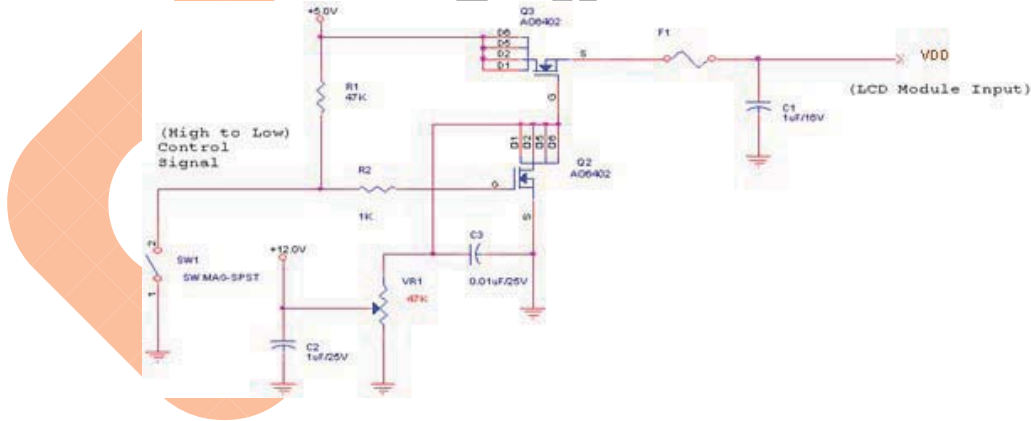 +5.0V
Q3
AO6402
D6
D5
D2
D1
S
G
F1
VDD
(LCD Module Input)
C1
1uF/16V
R1
47K
(High to Low)
Control
Signal
D1
D2
D5
D6
Q2
AO6402
R2
1K
G
S
2
1
SW1
SW MAG-SPST
+12.0V
C3
0.01uF/25V
VR1
47K
C2
1uF/25V